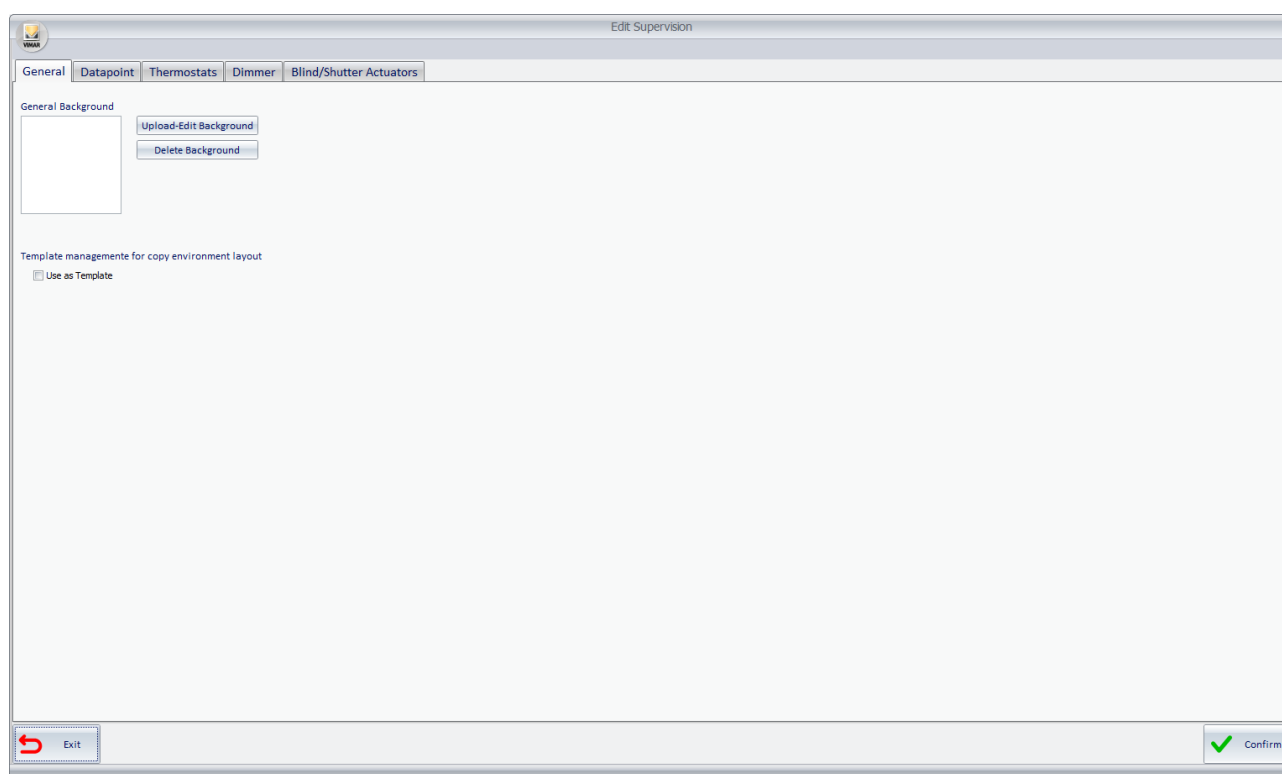 Edit Supervision
VIMAR
General Datapoint Thermostats Dimmer Blind/Shutter Actuators
General Background
Upload-Edit Background
Delete Background
Template managemente for copy environment layout
Use as Template
Exit Confirm